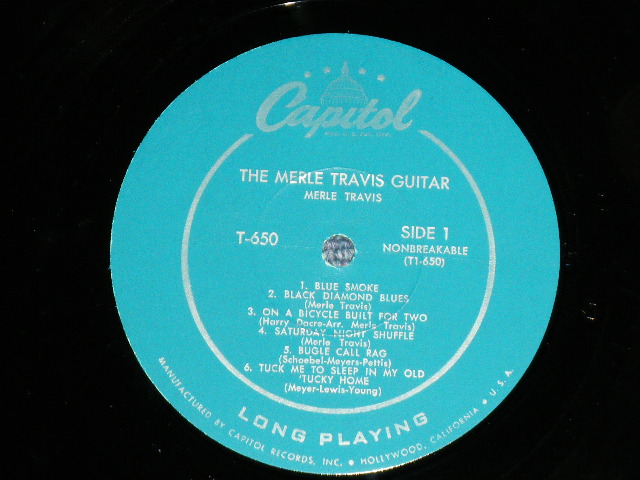 Capitol
THE MERLE TRAVIS GUITAR
MERLE TRAVIS
T-650
SIDE 1
NONBREAKABLE
(T1-650)
1. BLUE SMOKE
2. BLACK DIAMOND BLUES
(Merle Travis)
3. ON A BICYCLE BUILT FOR TWO
(Harry Dacre-Arr. Merle Travis)
4. SATURDAY NIGHT SHUFFLE
(Merle Travis)
5. BUGLE CALL RAG
(Schoebel-Meyers-Pettis)
6. TUCK ME TO SLEEP IN MY OLD
'TUCKY HOME
(Meyer-Lewis-Young)
LONG PLAYING
MANUFACTURED BY CAPITOL RECORDS, INC. • HOLLYWOOD, CALIFORNIA • U.S.A.